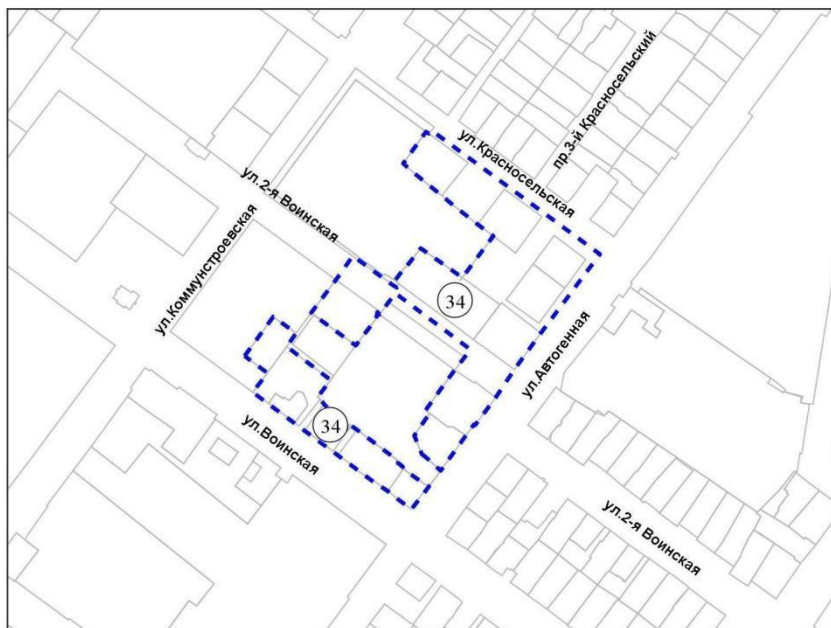 пр.3-й Красносельский
ул.Красносельская
ул.2-я Воинская
ул.Коммунстроевская
34
ул.Автогенная
34
ул.Воинская
ул.2-я Воинская